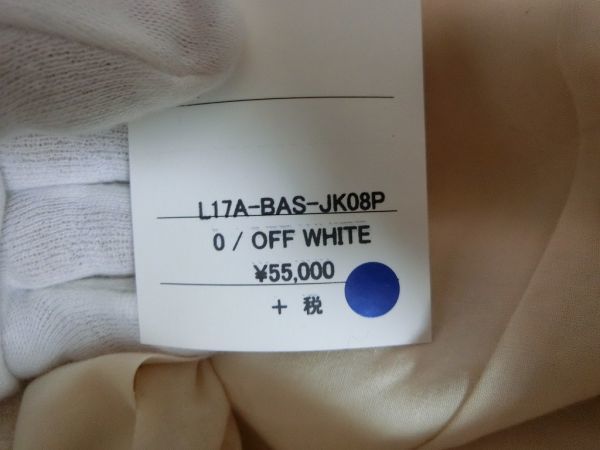 L17A-BAS-JK08P
0 / OFF WHITE
¥55,000
+ 税